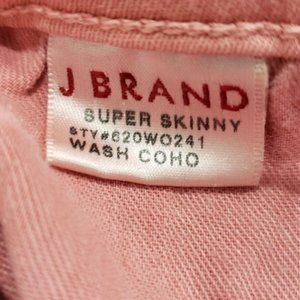 J BRAND
SUPER SKINNY
STY#620WO241
WASH COHO